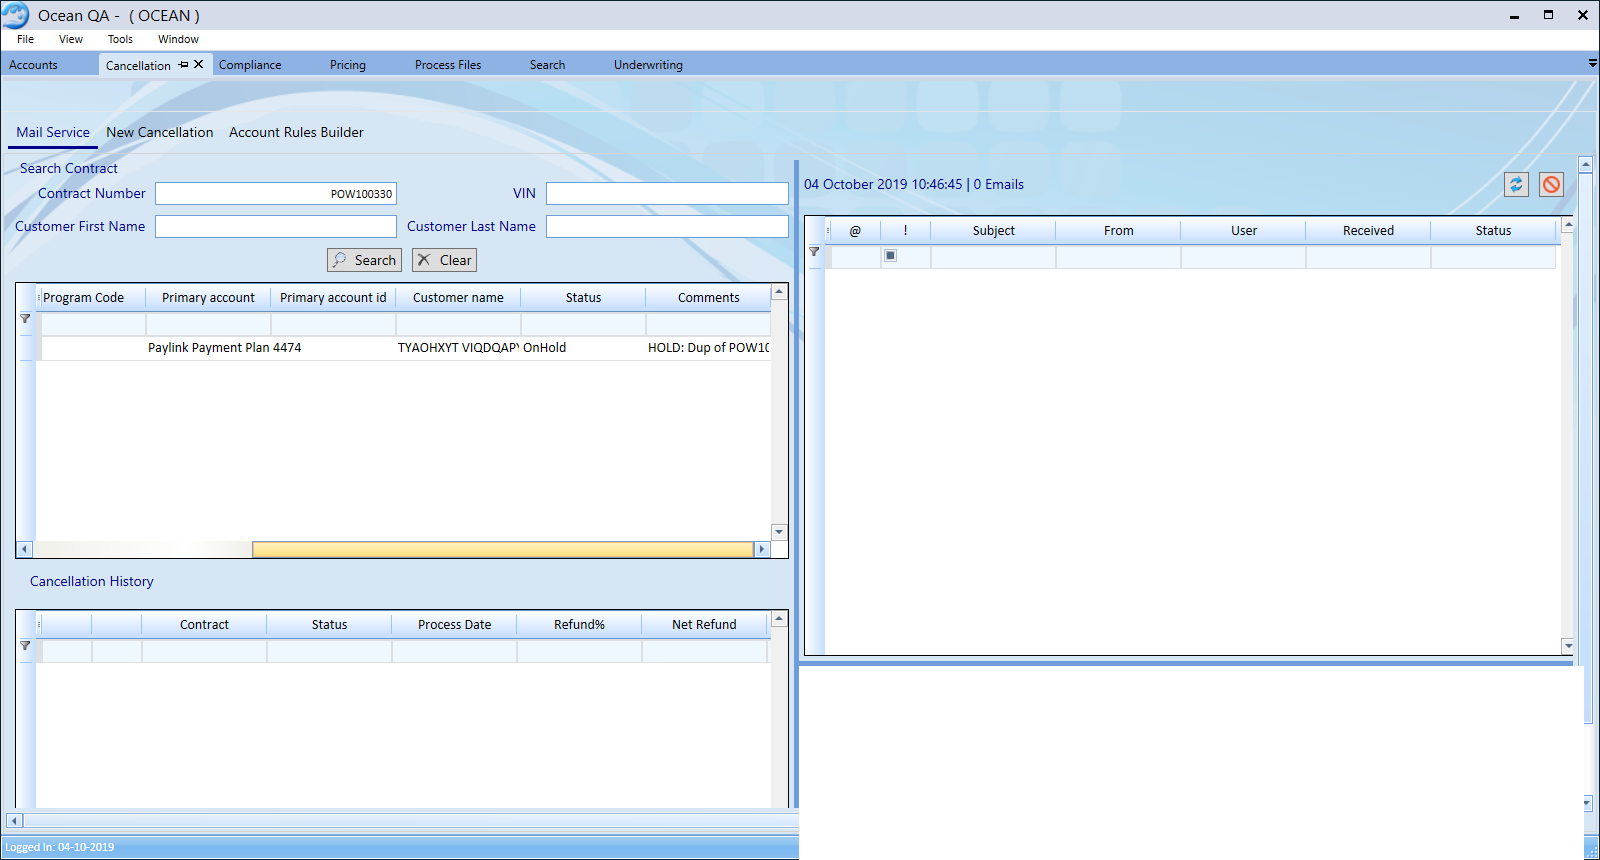 Ocean QA - ( OCEAN )
File View Tools Window
Accounts Cancellation Compliance Pricing Process Files Search Underwriting
Mail Service New Cancellation Account Rules Builder
Search Contract
Contract Number POW100330 VIN
Customer First Name Customer Last Name
Search Clear
Program Code Primary account Primary account id Customer name Status Comments
Paylink Payment Plan 4474 TYAOHXYT VIQDQAPY OnHold HOLD: Dup of POW10
Cancellation History
Contract Status Process Date Refund% Net Refund
04 October 2019 10:46:45 | 0 Emails
@ ! Subject From User Received Status
Logged In: 04-10-2019